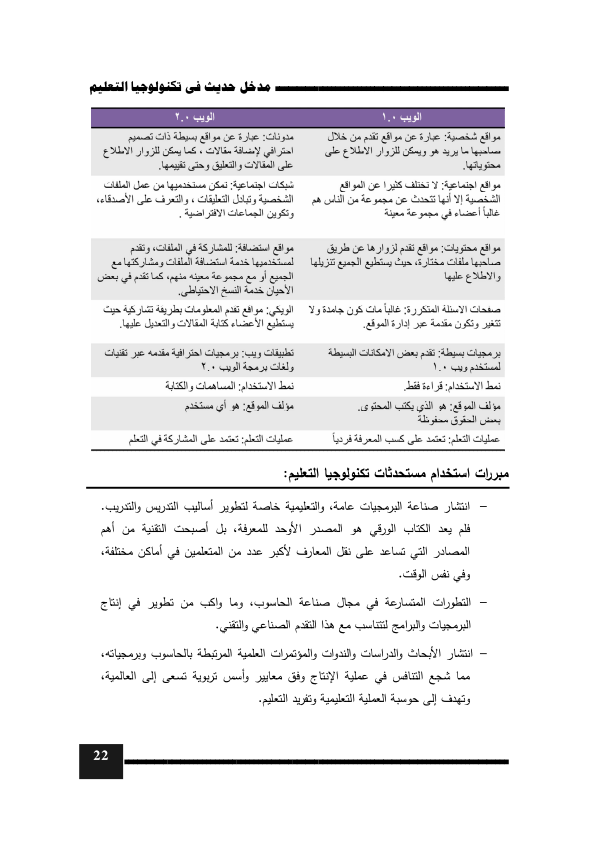 مدخل حديث فى تكنولوجيا التعليم
الويب ١.٠
الويب ٢.٠
مواقع شخصية: عبارة عن مواقع تقدم من خلال
صاحبها ما يريد هو ويمكن للزوار الاطلاع على
محتوياتها.
مدونات: عبارة عن مواقع بسيطة ذات تصميم
احترافي لإضافة مقالات ، كما يمكن للزوار الاطلاع
على المقالات والتعليق وحتى تقييمها.
مواقع اجتماعية: لا تختلف كثيرا عن المواقع
الشخصية إلا أنها تتحدث عن مجموعة من الناس هم
غالباً أعضاء في مجموعة معينة
شبكات اجتماعية: تمكن مستخدميها من عمل الملفات
الشخصية وتبادل التعليقات ، والتعرف على الأصدقاء،
وتكوين الجماعات الافتراضية .
مواقع محتويات: مواقع تقدم لزوارها عن طريق
صاحبها ملفات مختارة، حيث يستطيع الجميع تنزيلها
والاطلاع عليها
مواقع استضافة: للمشاركة في الملفات، وتقدم
لمستخدميها خدمة استضافة الملفات ومشاركتها مع
الجميع أو مع مجموعة معينه منهم، كما تقدم في بعض
الأحيان خدمة النسخ الاحتياطي.
صفحات الاسئلة المتكررة: غالباً مات كون جامدة ولا
تتغير وتكون مقدمة عبر إدارة الموقع.
الويكي: مواقع تقدم المعلومات بطريقة تشاركية حيث
يستطيع الأعضاء كتابة المقالات والتعديل عليها.
برمجيات بسيطة: تقدم بعض الامكانات البسيطة
لمستخدم ويب ١.٠
تطبيقات ويب: برمجيات احترافية مقدمه عبر تقنيات
ولغات برمجة الويب ٢.٠
نمط الاستخدام: قراءة فقط.
نمط الاستخدام: المساهمات والكتابة
مؤلف الموقع: هو الذي يكتب المحتوى.
بعض الحقوق محفوظة
مؤلف الموقع: هو أي مستخدم
عمليات التعلم: تعتمد على كسب المعرفة فردياً
عمليات التعلم: تعتمد على المشاركة في التعلم
مبررات استخدام مستحدثات تكنولوجيا التعليم:
– انتشار صناعة البرمجيات عامة، والتعليمية خاصة لتطوير أساليب التدريس والتدريب.
فلم يعد الكتاب الورقي هو المصدر الأوحد للمعرفة، بل أصبحت التقنية من أهم
المصادر التي تساعد على نقل المعارف لأكبر عدد من المتعلمين في أماكن مختلفة،
وفي نفس الوقت.
– التطورات المتسارعة في مجال صناعة الحاسوب، وما واكب من تطوير في إنتاج
البرمجيات والبرامج لتتناسب مع هذا التقدم الصناعي والتقني.
– انتشار الأبحاث والدراسات والندوات والمؤتمرات العلمية المرتبطة بالحاسوب وبرمجياته،
مما شجع التنافس في عملية الإنتاج وفق معايير وأسس تربوية تسعى إلى العالمية،
وتهدف إلى حوسبة العملية التعليمية وتفريد التعليم.
22